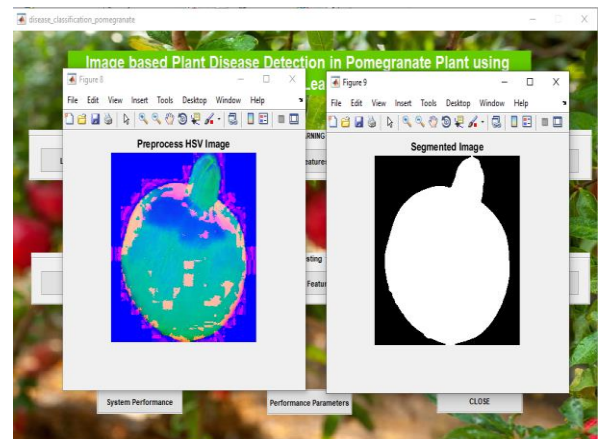 disease_classification_pomegranate
Image based Plant Disease Detection in Pomegranate Plant using
Figure 8
File Edit View Insert Tools Desktop Window Help
Preprocess HSV Image
Figure 9
File Edit View Insert Tools Desktop Window Help
Segmented Image
System Performance
Performance Parameters
CLOSE